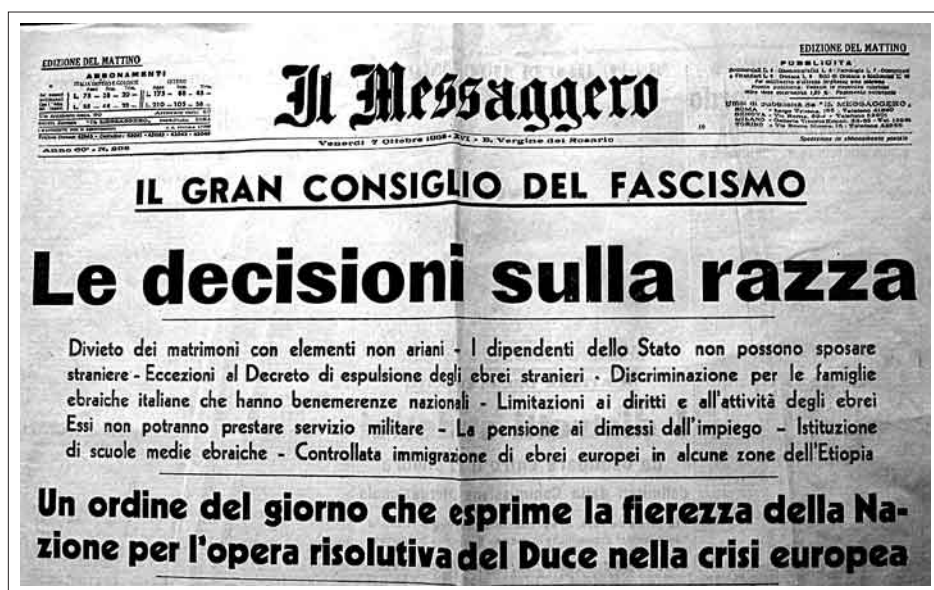 EDIZIONE DEL MATTINO
ABBONAMENTI
Il Messaggero
EDIZIONE DEL MATTINO
PUBBLICITA
Anno 60° - N.
Venerdì 7 Ottobre 1938 - XVI - B. Vergine del Rosario
Spedizione in abbonamento postale
IL GRAN CONSIGLIO DEL FASCISMO
Le decisioni sulla razza
Divieto dei matrimoni con elementi non ariani - I dipendenti dello Stato non possono sposare
straniere - Eccezioni al Decreto di espulsione degli ebrei stranieri - Discriminazione per le famiglie
ebraiche italiane che hanno benemerenze nazionali - Limitazioni ai diritti e all'attività degli ebrei
Essi non potranno prestare servizio militare - La pensione ai dimessi dall'impiego - Istituzione
di scuole medie ebraiche - Controllata immigrazione di ebrei europei in alcune zone dell'Etiopia
Un ordine del giorno che esprime la fierezza della Na-
zione per l'opera risolutiva del Duce nella crisi europea